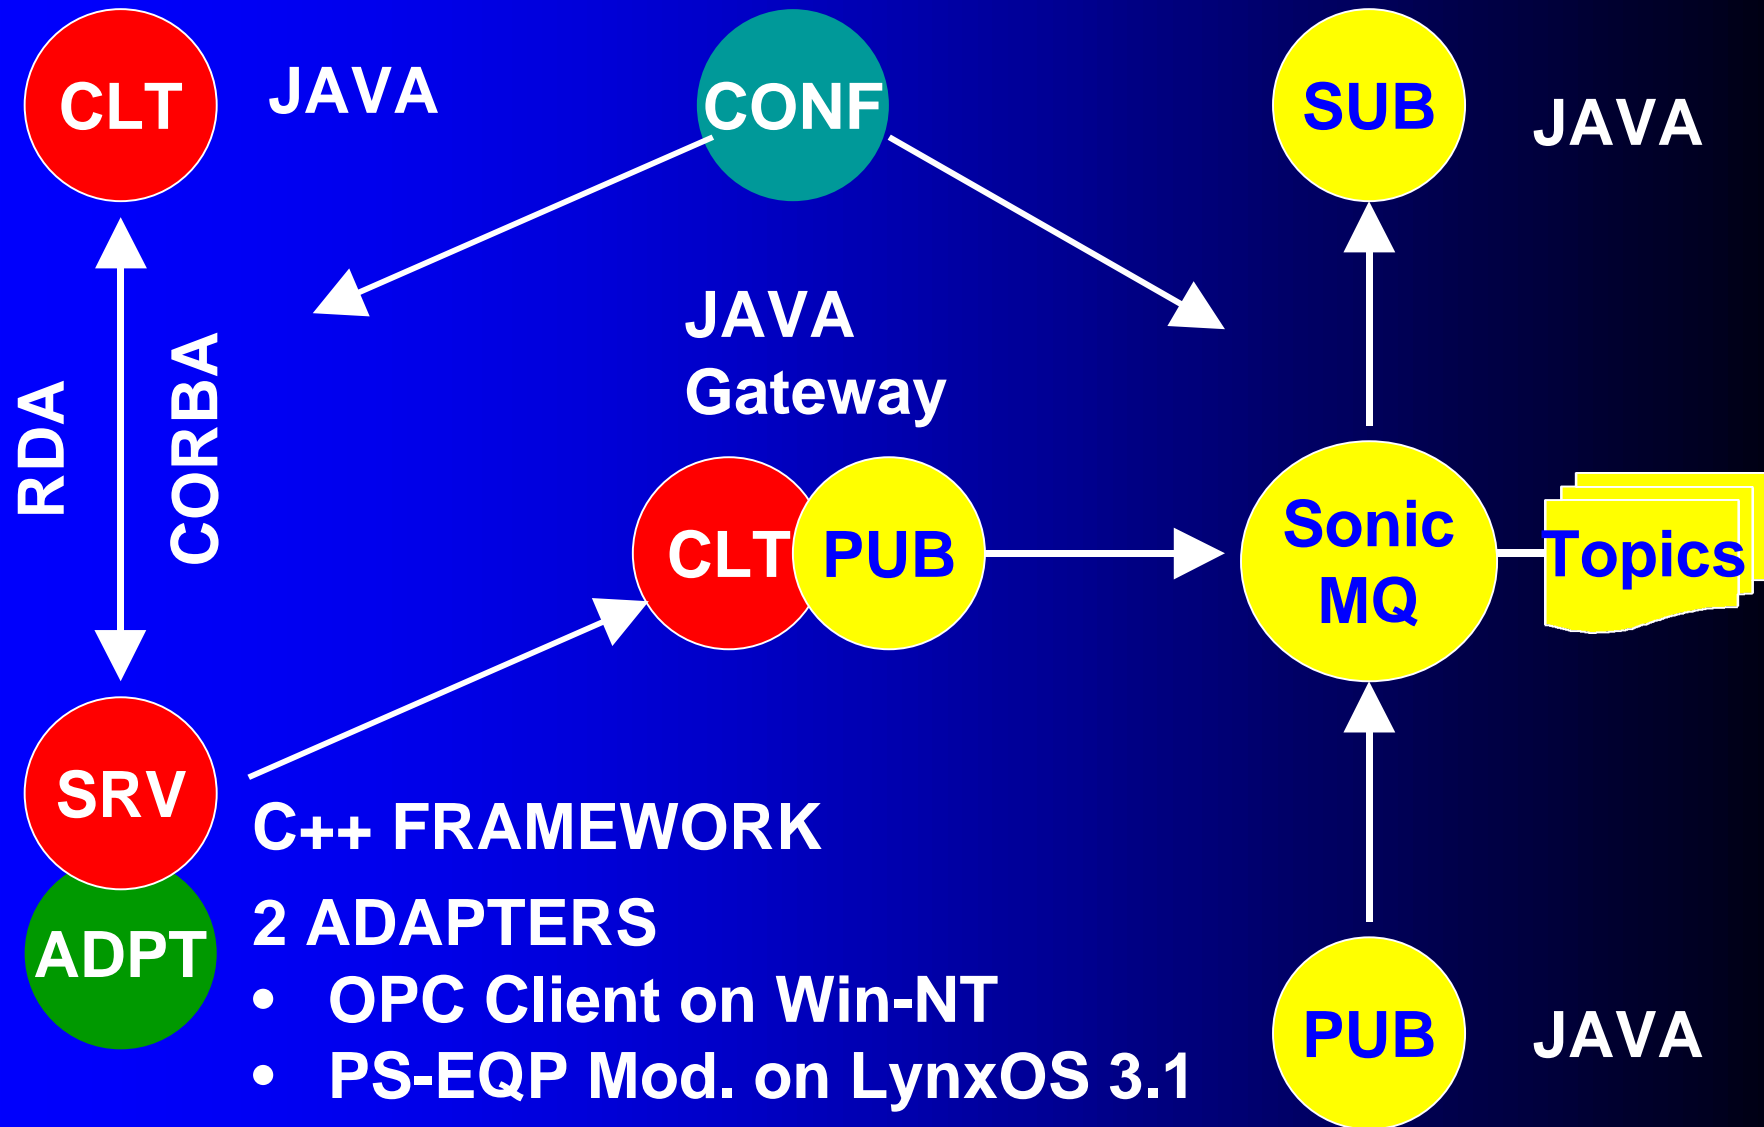 CLT
JAVA
CONF
SUB
JAVA
RDA
CORBA
JAVA
Gateway
CLT
PUB
Sonic
MQ
Topics
SRV
C++ FRAMEWORK
ADPT
2 ADAPTERS
• OPC Client on Win-NT
• PS-EQP Mod. on LynxOS 3.1
PUB
JAVA